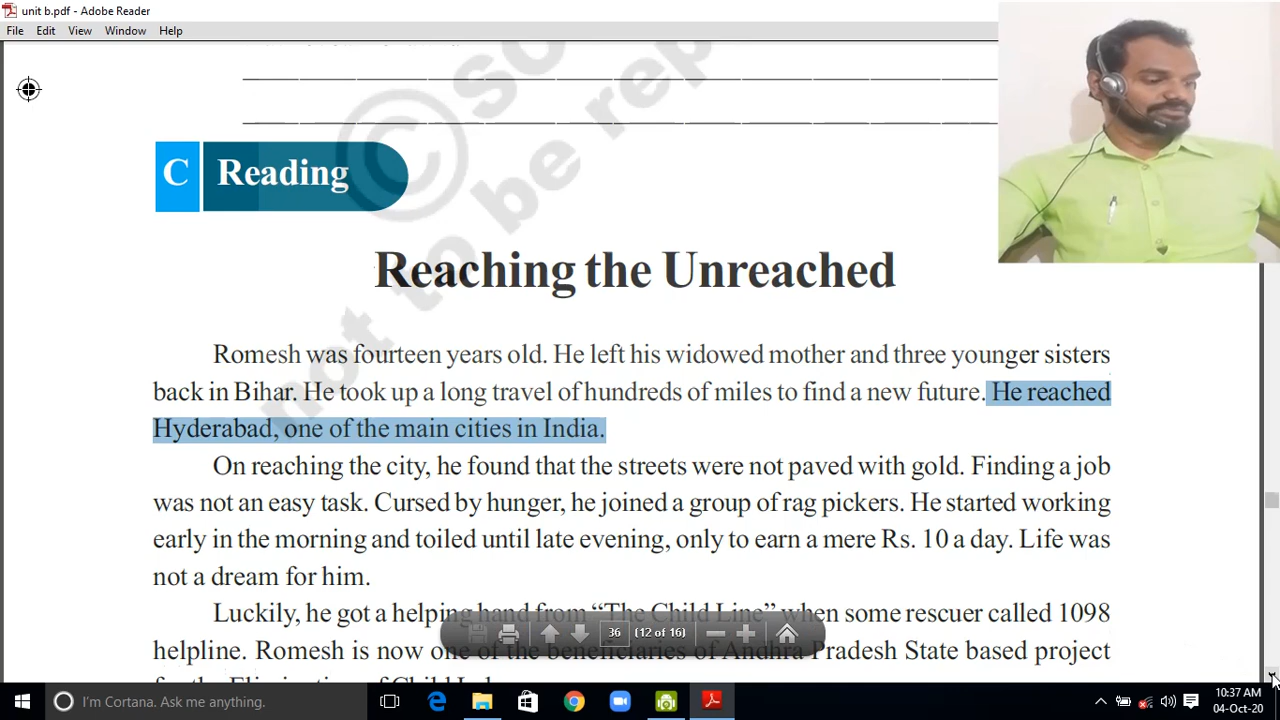 unit b.pdf - Adobe Reader
File Edit View Window Help
© so
not to be rep
C Reading
Reaching the Unreached
Romesh was fourteen years old. He left his widowed mother and three younger sisters
back in Bihar. He took up a long travel of hundreds of miles to find a new future. He reached
Hyderabad, one of the main cities in India.
On reaching the city, he found that the streets were not paved with gold. Finding a job
was not an easy task. Cursed by hunger, he joined a group of rag pickers. He started working
early in the morning and toiled until late evening, only to earn a mere Rs. 10 a day. Life was
not a dream for him.
Luckily, he got a helping hand from “The Child Line” when some rescuer called 1098
helpline. Romesh is now one of the beneficiaries of Andhra Pradesh State based project
36 (12 of 16)
I'm Cortana. Ask me anything.
10:37 AM
04-Oct-20